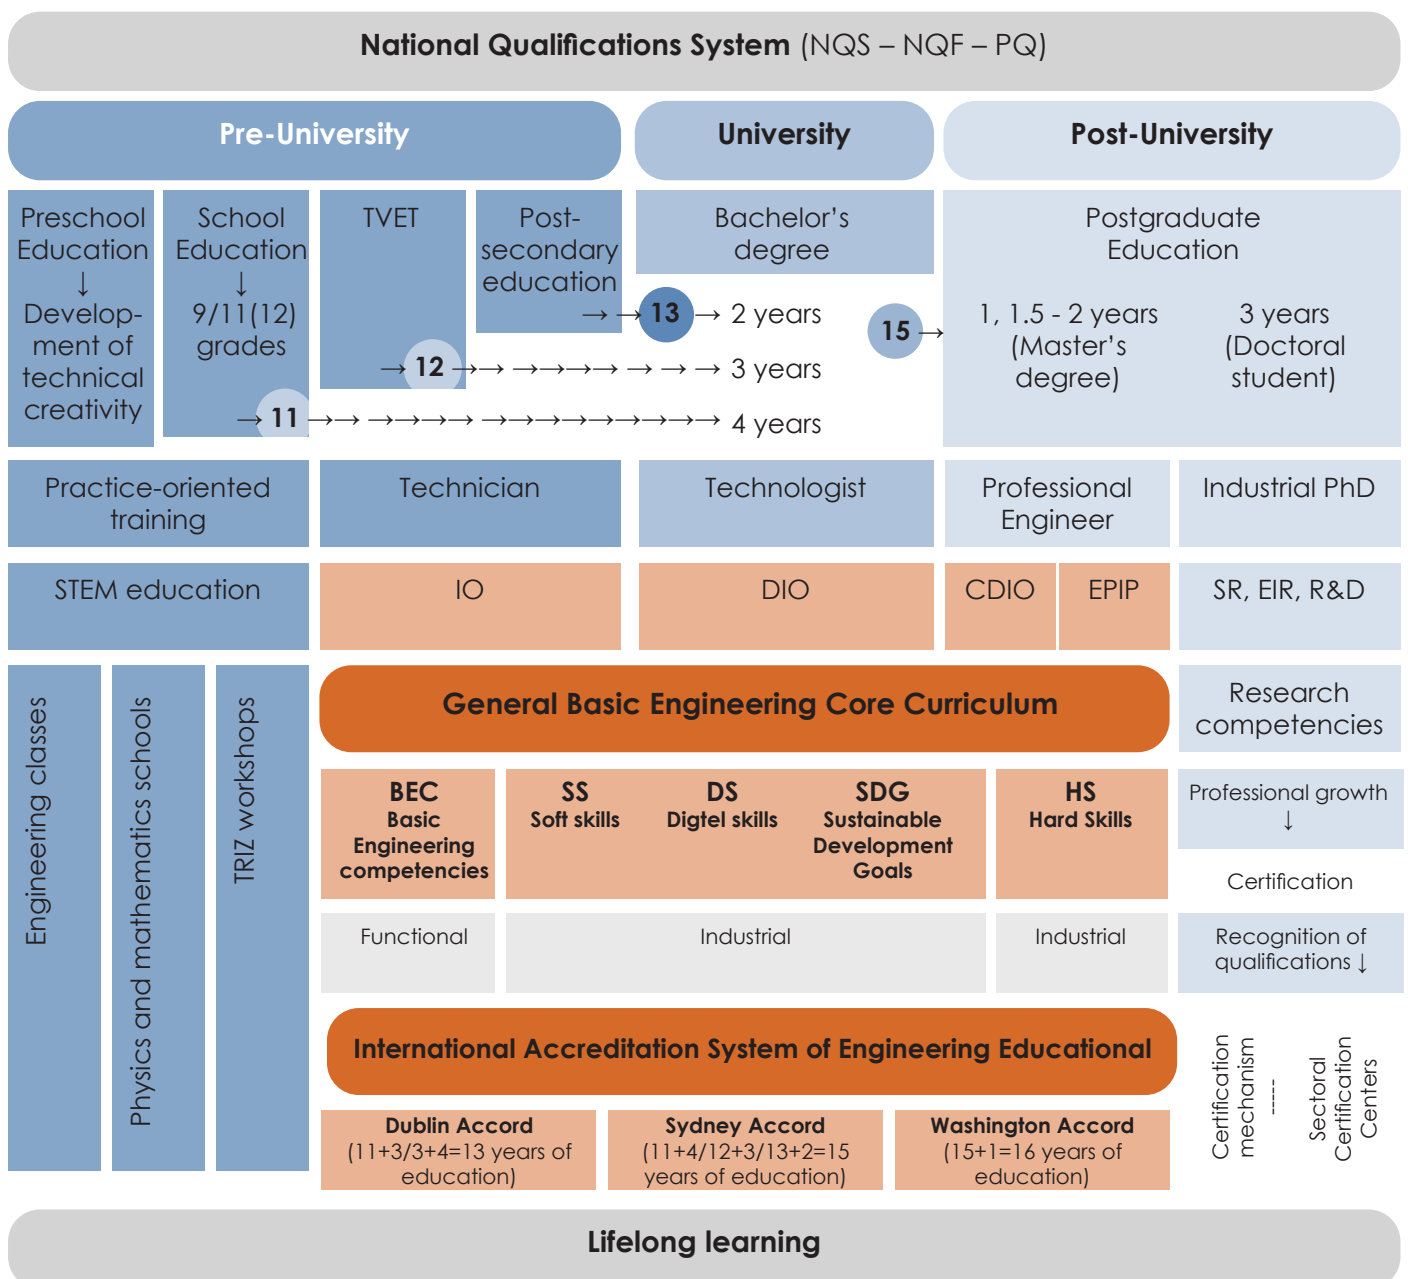 National Qualifications System (NQS – NQF – PQ)
Pre-University
University
Post-University
Preschool
Education
↓
Develop-
ment of
technical
creativity
School
Education
↓
9/11(12)
grades
TVET
Post-
secondary
education
Bachelor’s
degree
Postgraduate
Education
→ → 13 → 2 years
→ 12 →→→ →→→→ → → → 3 years
→ 11 →→→ →→→→ →→→→→→→→→ 4 years
15 →
1, 1.5 - 2 years
(Master’s
degree)
3 years
(Doctoral
student)
Practice-oriented
training
Technician
Technologist
Professional
Engineer
Industrial PhD
STEM education
IO
DIO
CDIO
EPIP
SR, EIR, R&D
Engineering classes
Physics and mathematics schools
TRIZ workshops
General Basic Engineering Core Curriculum
Research
competencies
BEC
Basic
Engineering
competencies
SS
Soft skills
DS
Digtel skills
SDG
Sustainable
Development
Goals
HS
Hard Skills
Professional growth
↓
Certification
Functional
Industrial
Industrial
Recognition of
qualifications ↓
International Accreditation System of Engineering Educational
Certification
mechanism
-----
Sectoral
Certification
Centers
Dublin Accord
(11+3/3+4=13 years of
education)
Sydney Accord
(11+4/12+3/13+2=15
years of education)
Washington Accord
(15+1=16 years of
education)
Lifelong learning